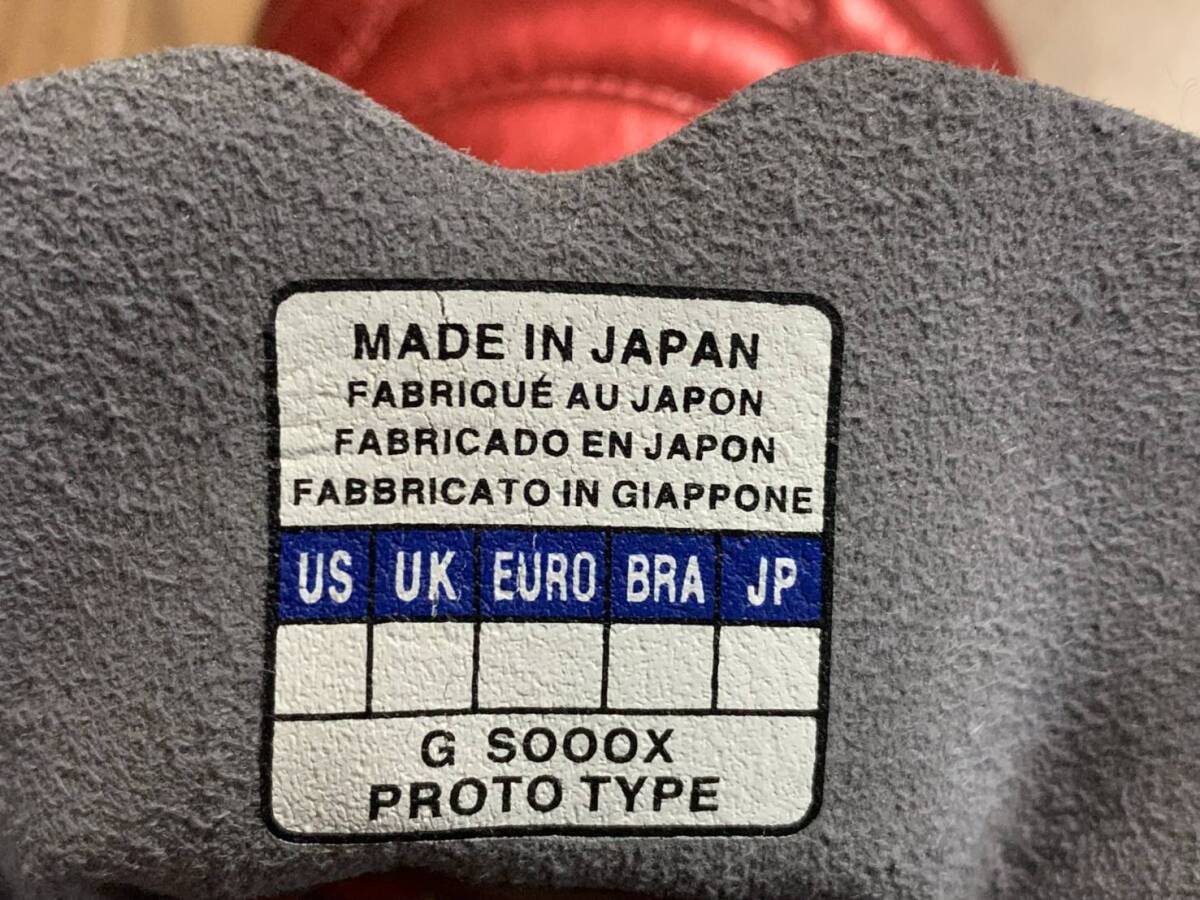 MADE IN JAPAN
FABRIQUÉ AU JAPON
FABRICADO EN JAPON
FABBRICATO IN GIAPPONE
US UK EURO BRA JP
G SOOOX
PROTO TYPE